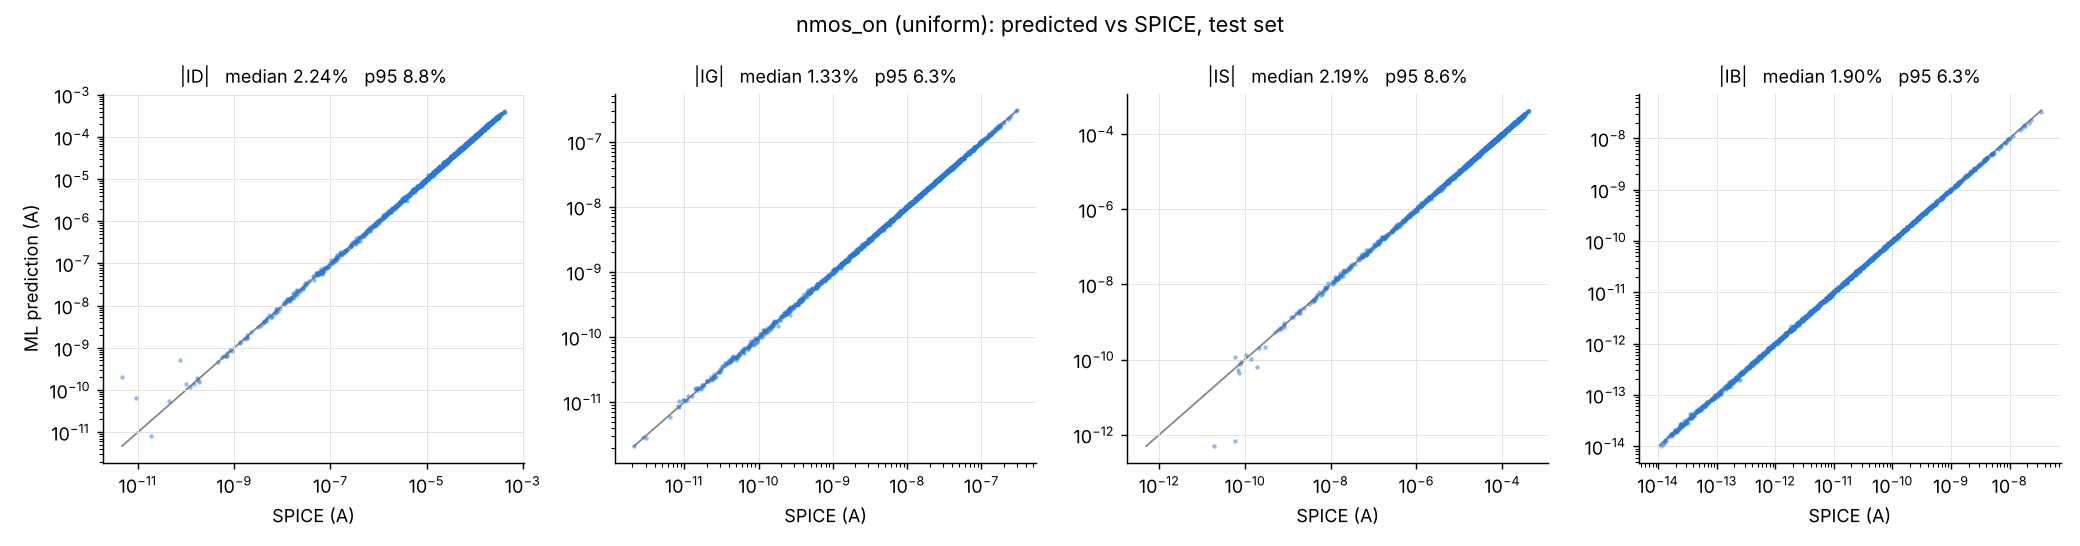 nmos_on (uniform): predicted vs SPICE, test set
|ID|   median 2.24%   p95 8.8%
|IG|   median 1.33%   p95 6.3%
|IS|   median 2.19%   p95 8.6%
|IB|   median 1.90%   p95 6.3%
ML prediction (A)
10⁻³
10⁻⁴
10⁻⁵
10⁻⁶
10⁻⁷
10⁻⁸
10⁻⁹
10⁻¹⁰
10⁻¹¹
10⁻¹¹ 10⁻⁹ 10⁻⁷ 10⁻⁵ 10⁻³
SPICE (A)
10⁻⁷
10⁻⁸
10⁻⁹
10⁻¹⁰
10⁻¹¹
10⁻¹¹ 10⁻¹⁰ 10⁻⁹ 10⁻⁸ 10⁻⁷
SPICE (A)
10⁻⁴
10⁻⁶
10⁻⁸
10⁻¹⁰
10⁻¹²
10⁻¹² 10⁻¹⁰ 10⁻⁸ 10⁻⁶ 10⁻⁴
SPICE (A)
10⁻⁸
10⁻⁹
10⁻¹⁰
10⁻¹¹
10⁻¹²
10⁻¹³
10⁻¹⁴
10⁻¹⁴ 10⁻¹³ 10⁻¹² 10⁻¹¹ 10⁻¹⁰ 10⁻⁹ 10⁻⁸
SPICE (A)